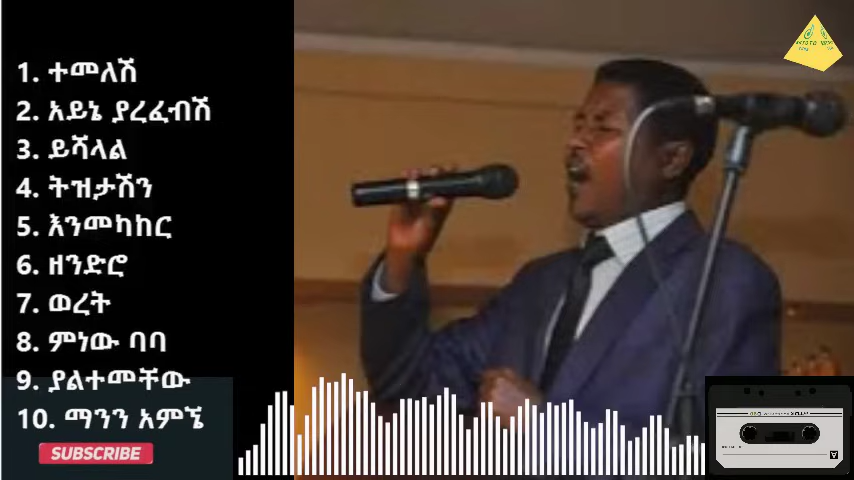 1. ተመለሽ
2. አይኔ ያረፈብሽ
3. ይሻላል
4. ትዝታሽን
5. እንመካከር
6. ዘንድሮ
7. ወረት
8. ምነው ባባ
9. ያልተመቸው
10. ማንን አምኜ
SUBSCRIBE